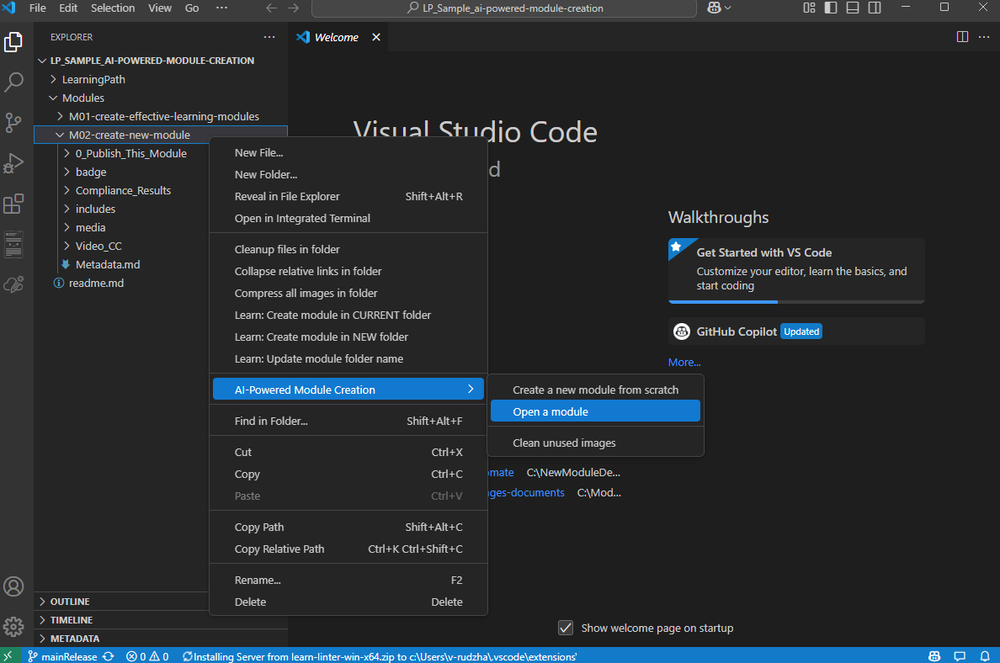 File Edit Selection View Go ··· LP_Sample_ai-powered-module-creation
EXPLORER ···
Welcome
LP_SAMPLE_AI-POWERED-MODULE-CREATION
LearningPath
Modules
M01-create-effective-learning-modules
M02-create-new-module
0_Publish_This_Module
badge
Compliance_Results
includes
media
Video_CC
Metadata.md
readme.md
OUTLINE
TIMELINE
METADATA
New File...
New Folder...
Reveal in File Explorer Shift+Alt+R
Open in Integrated Terminal
Cleanup files in folder
Collapse relative links in folder
Compress all images in folder
Learn: Create module in CURRENT folder
Learn: Create module in NEW folder
Learn: Update module folder name
AI-Powered Module Creation
Find in Folder... Shift+Alt+F
Cut Ctrl+X
Copy Ctrl+C
Paste Ctrl+V
Copy Path Shift+Alt+C
Copy Relative Path Ctrl+K Ctrl+Shift+C
Rename... F2
Delete Delete
Create a new module from scratch
Open a module
Clean unused images
Visual Studio Code
d
Walkthroughs
Get Started with VS Code
Customize your editor, learn the basics, and
start coding
GitHub Copilot Updated
More...
mate C:\NewModuleDe...
ges-documents C:\Mod...
Show welcome page on startup
mainRelease 0 0 Installing Server from learn-linter-win-x64.zip to c:\Users\v-rudzha\.vscode\extensions'